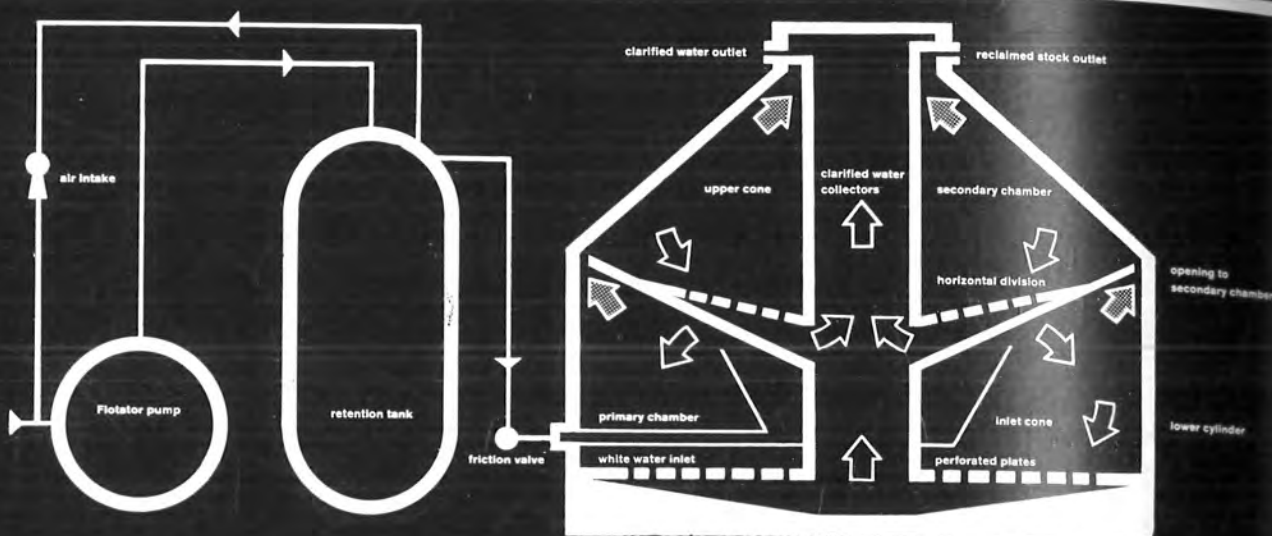 clarified water outlet
reclaimed stock outlet
air intake
upper cone
clarified water
collectors
secondary chamber
horizontal division
opening to
secondary chamber
Flotator pump
retention tank
primary chamber
inlet cone
lower cylinder
friction valve
white water inlet
perforated plates